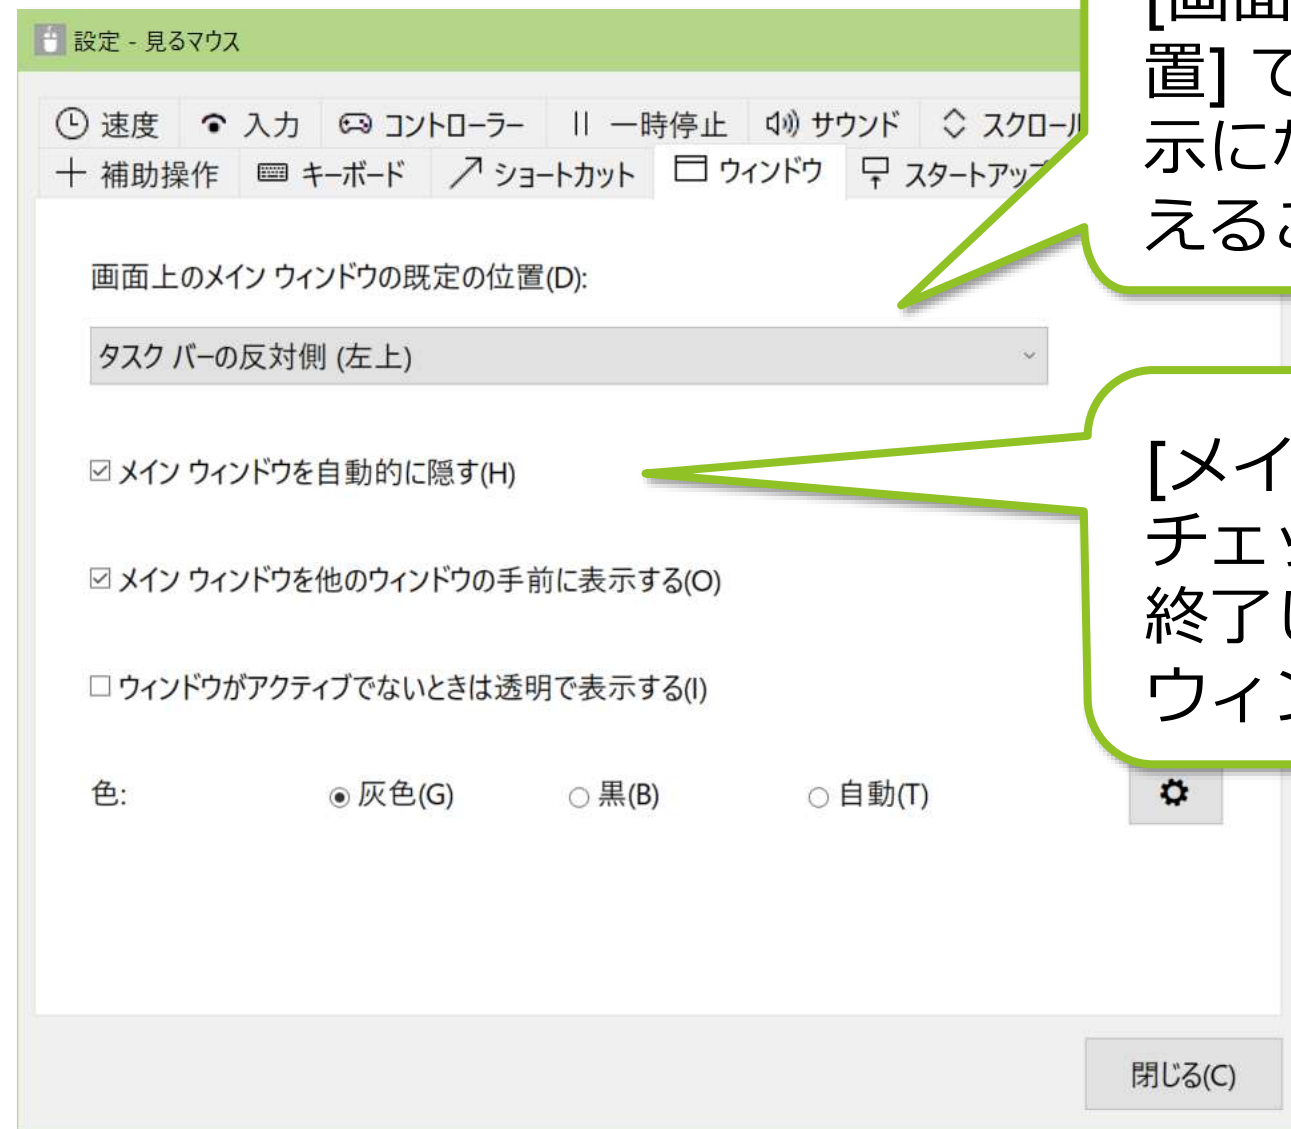 設定 - 見るマウス
速度 入力 コントローラー 一時停止 サウンド スクロール
補助操作 キーボード ショートカット ウィンドウ スタートアップ
画面上のメイン ウィンドウの既定の位置(D):
タスク バーの反対側 (左上)
メイン ウィンドウを自動的に隠す(H)
メイン ウィンドウを他のウィンドウの手前に表示する(O)
ウィンドウがアクティブでないときは透明で表示する(I)
色: 灰色(G) 黒(B) 自動(T)
閉じる(C)
[画面
置] て
示に
える
[メイ
チェッ
終了し
ウィン